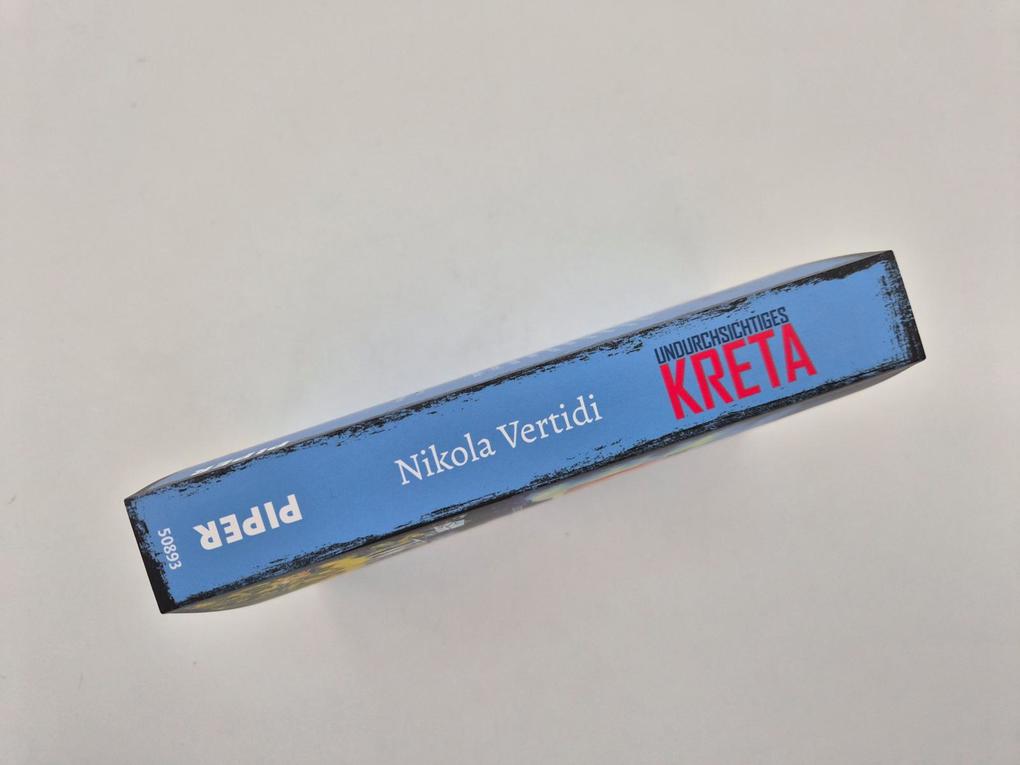 50893
PIPER
Nikola Vertidi
UNDURCHSICHTIGES
KRETA